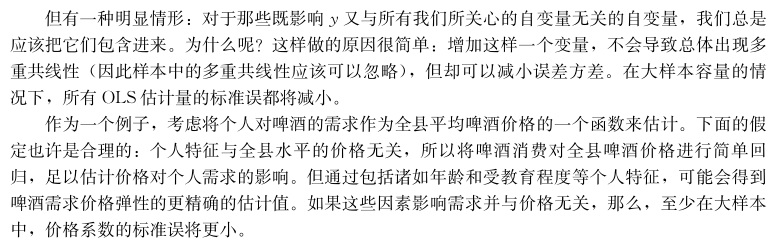 但有一种明显情形：对于那些既影响 y 又与所有我们所关心的自变量无关的自变量，我们总是
应该把它们包含进来。为什么呢？这样做的原因很简单：增加这样一个变量，不会导致总体出现多
重共线性（因此样本中的多重共线性应该可以忽略），但却可以减小误差方差。在大样本容量的情
况下，所有 OLS 估计量的标准误都将减小。
作为一个例子，考虑将个人对啤酒的需求作为全县平均啤酒价格的一个函数来估计。下面的假
定也许是合理的：个人特征与全县水平的价格无关，所以将啤酒消费对全县啤酒价格进行简单回
归，足以估计价格对个人需求的影响。但通过包括诸如年龄和受教育程度等个人特征，可能会得到
啤酒需求价格弹性的更精确的估计值。如果这些因素影响需求并与价格无关，那么，至少在大样本
中，价格系数的标准误将更小。